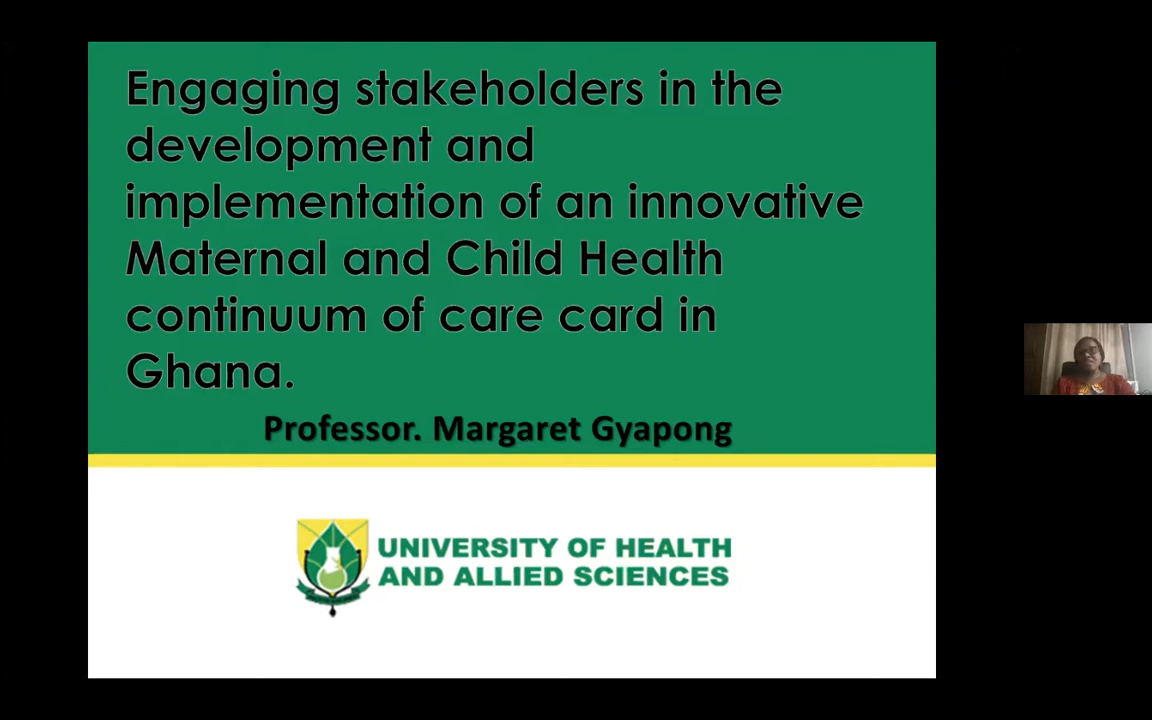 Engaging stakeholders in the
development and
implementation of an innovative
Maternal and Child Health
continuum of care card in
Ghana.
Professor. Margaret Gyapong
UNIVERSITY OF HEALTH
AND ALLIED SCIENCES